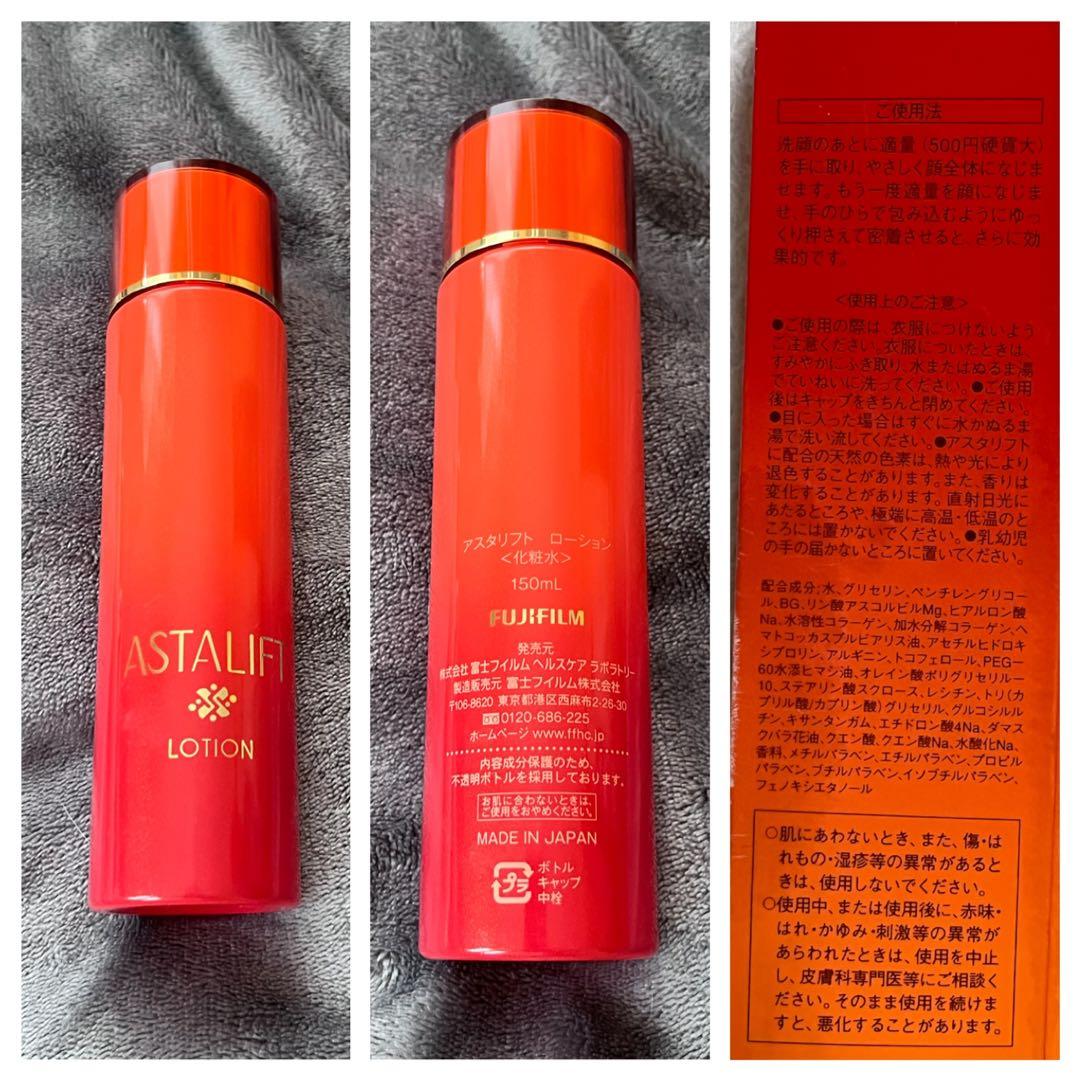 ASTALIFT
LOTION
アスタリフト ローション
<化粧水>
150mL
FUJIFILM
発売元
株式会社 富士フイルム ヘルスケア ラボラトリー
製造販売元 富士フイルム株式会社
〒106-8620 東京都港区西麻布2-26-30
0120-686-225
ホームページ www.ffhc.jp
内容成分保護のため、
不透明ボトルを採用しております。
お肌に合わないときは、
ご使用をおやめください。
MADE IN JAPAN
プラ
ボトル
キャップ
中栓
ご使用法
洗顔のあとに適量(500円硬貨大)
を手に取り、やさしく顔全体になじま
せます。もう一度適量を顔になじま
せ、手のひらで包み込むようにゆっ
くり押さえて密着させると、さらに効
果的です。
<使用上のご注意>
●ご使用の際は、衣服につけないよう
ご注意ください。衣服についたときは、
すみやかにふき取り、水またはぬるま湯
でていねいに洗ってください。●ご使用
後はキャップをきちんと閉めてください。
●目に入った場合はすぐに水かぬるま
湯で洗い流してください。●アスタリフト
に配合の天然の色素は、熱や光により
退色することがあります。また、香りは
変化することがあります。直射日光に
あたるところや、極端に高温・低温のと
ころには置かないでください。●乳幼児
の手の届かないところに置いてください。
配合成分;水、グリセリン、ペンチレングリコー
ル、BG、リン酸アスコルビルMg、ヒアルロン酸
Na、水溶性コラーゲン、加水分解コラーゲン、ヘ
マトコッカスプルビアリス油、アセチルヒドロキ
シプロリン、アルギニン、トコフェロール、PEG-
60水添ヒマシ油、オレイン酸ポリグリセリル-
10、ステアリン酸スクロース、レシチン、トリ(カ
プリル酸/カプリン酸)グリセリル、グルコシルル
チン、キサンタンガム、エチドロン酸4Na、ダマス
クバラ花油、クエン酸、クエン酸Na、水酸化Na、
香料、メチルパラベン、エチルパラベン、プロピル
パラベン、ブチルパラベン、イソブチルパラベン、
フェノキシエタノール
○肌にあわないとき、また、傷・は
れもの・湿疹等の異常があると
きは、使用しないでください。
○使用中、または使用後に、赤味・
はれ・かゆみ・刺激等の異常が
あらわれたときは、使用を中止
し、皮膚科専門医等にご相談く
ださい。そのまま使用を続けま
すと、悪化することがあります。